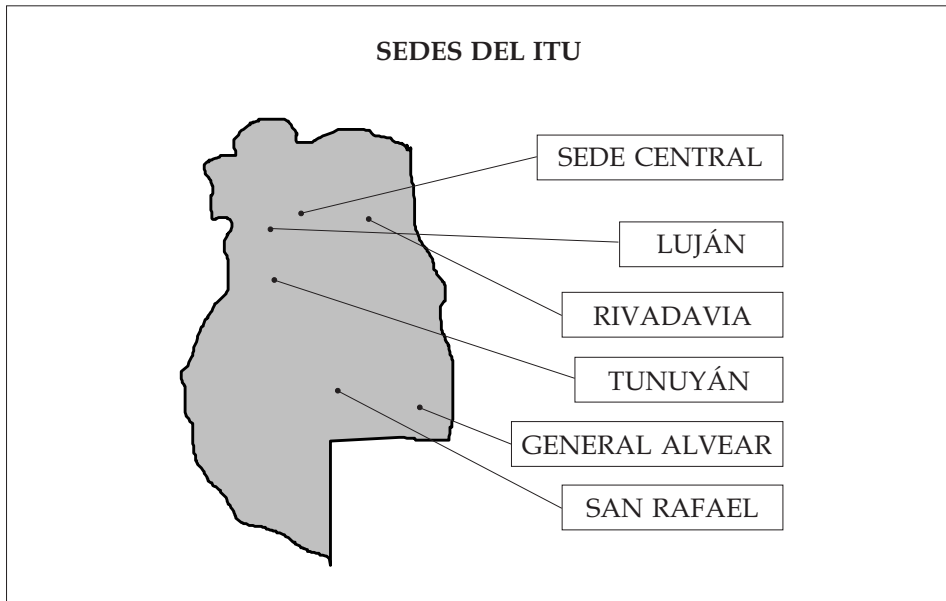 SEDES DEL ITU
SEDE CENTRAL
LUJÁN
RIVADAVIA
TUNUYÁN
GENERAL ALVEAR
SAN RAFAEL